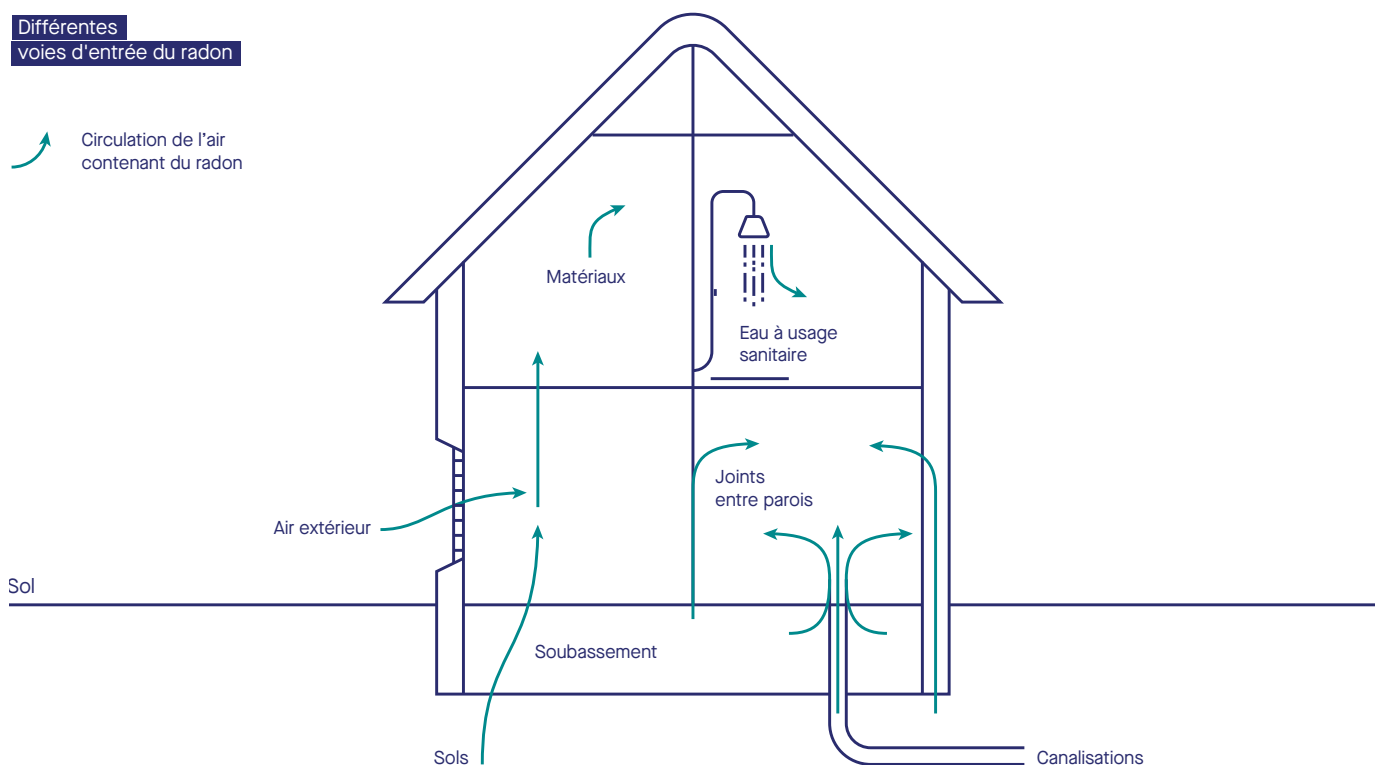 Différentes
voies d'entrée du radon
Circulation de l'air
contenant du radon
Matériaux
Eau à usage
sanitaire
Joints
entre parois
Air extérieur
Sol
Soubassement
Sols
Canalisations